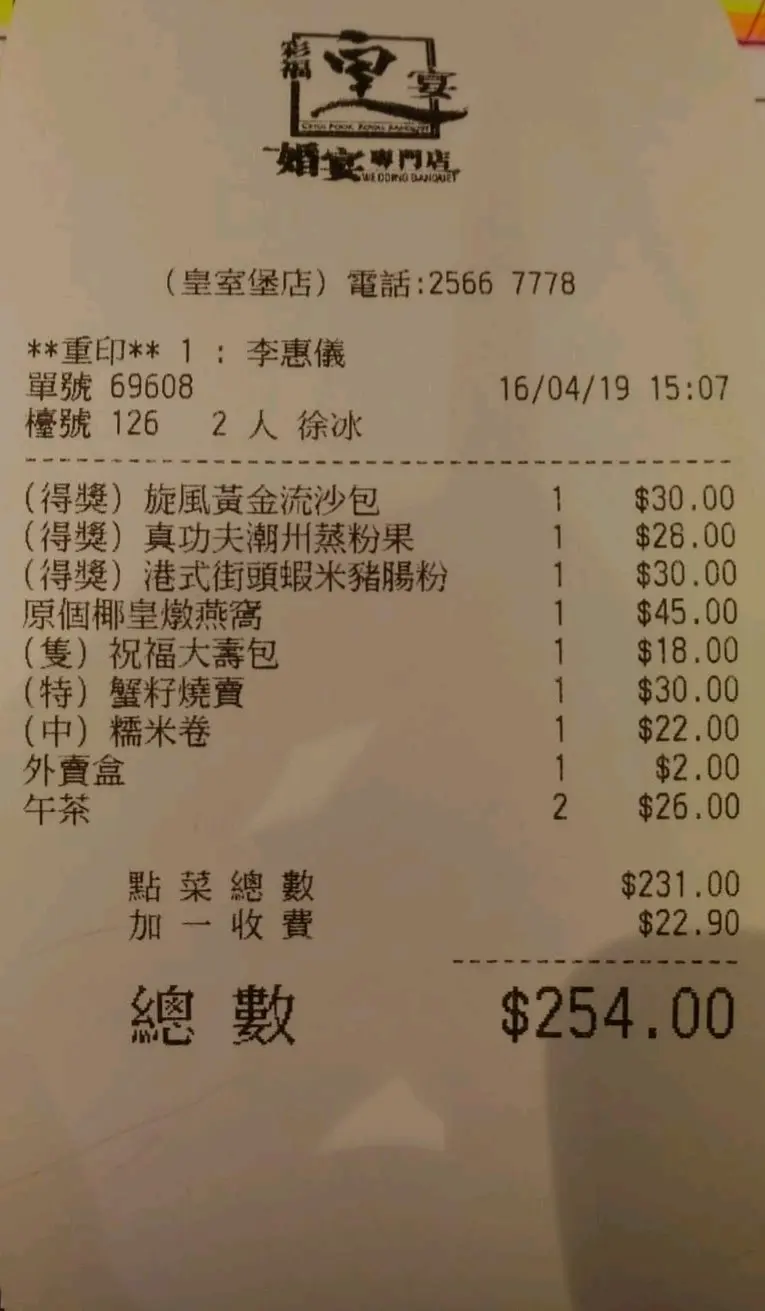 彩福
皇
宴
CHOI FOOK ROYAL BANQUET
婚宴專門店
WEDDING BANQUET
(皇室堡店) 電話:2566 7778
**重印** 1 : 李惠儀
單號 69608 16/04/19 15:07
檯號 126 2 人 徐冰
(得獎) 旋風黃金流沙包 1 $30.00
(得獎) 真功夫潮州蒸粉果 1 $28.00
(得獎) 港式街頭蝦米豬腸粉 1 $30.00
原個椰皇燉燕窩 1 $45.00
(隻) 祝福大壽包 1 $18.00
(特) 蟹籽燒賣 1 $30.00
(中) 糯米卷 1 $22.00
外賣盒 1 $2.00
午茶 2 $26.00
點菜總數 $231.00
加一收費 $22.90
總數 $254.00